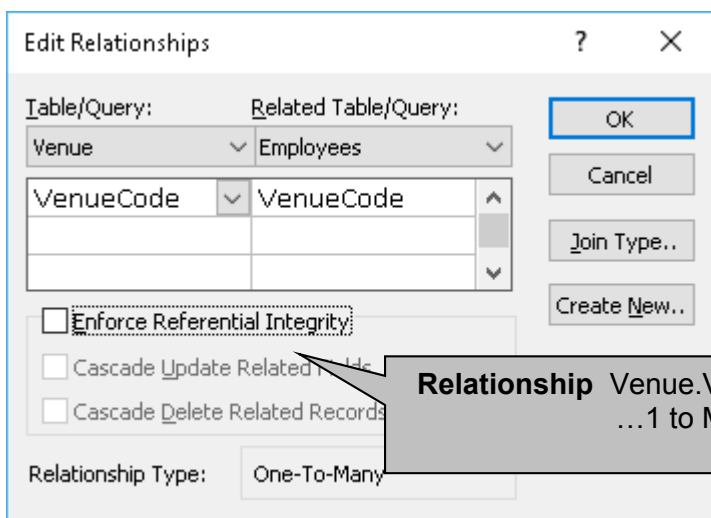 Edit Relationships ? ×
Table/Query: Related Table/Query: OK
Venue Employees
Cancel
VenueCode VenueCode
Join Type..
Create New..
Enforce Referential Integrity
Cascade Update Related
Cascade Delete Related Records
Relationship Venue.V
…1 to M
Relationship Type: One-To-Many